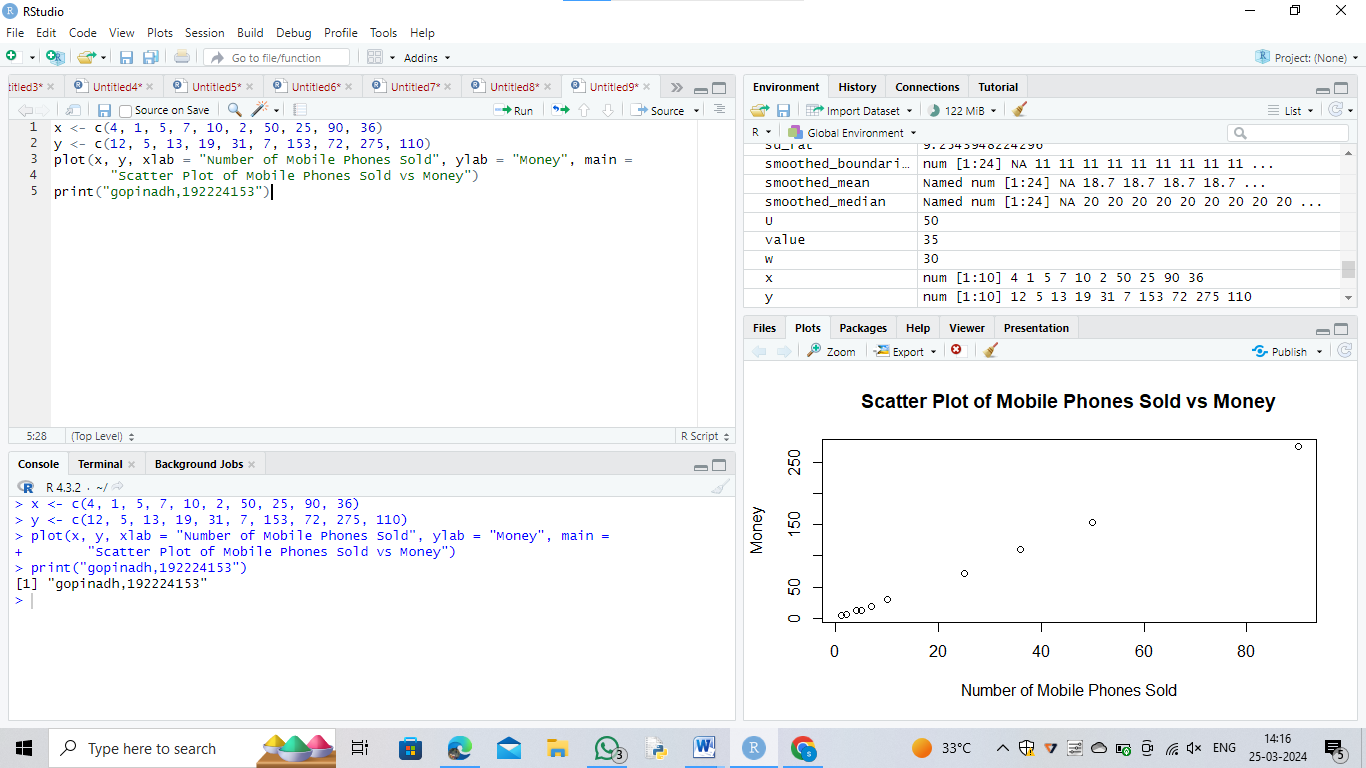 RStudio
File Edit Code View Plots Session Build Debug Profile Tools Help
Go to file/function
Addins
Project: (None)
titled3* Untitled4* Untitled5* Untitled6* Untitled7* Untitled8* Untitled9*
Source on Save Run Source
1 x <- c(4, 1, 5, 7, 10, 2, 50, 25, 90, 36)
2 y <- c(12, 5, 13, 19, 31, 7, 153, 72, 275, 110)
3 plot(x, y, xlab = "Number of Mobile Phones Sold", ylab = "Money", main =
4 "Scatter Plot of Mobile Phones Sold vs Money")
5 print("gopinadh,192224153")
5:28 (Top Level) R Script
Console Terminal Background Jobs
R 4.3.2 · ~/
> x <- c(4, 1, 5, 7, 10, 2, 50, 25, 90, 36)
> y <- c(12, 5, 13, 19, 31, 7, 153, 72, 275, 110)
> plot(x, y, xlab = "Number of Mobile Phones Sold", ylab = "Money", main =
+ "Scatter Plot of Mobile Phones Sold vs Money")
> print("gopinadh,192224153")
[1] "gopinadh,192224153"
>
Environment History Connections Tutorial
Import Dataset 122 MiB List
R Global Environment
smoothed_boundari… num [1:24] NA 11 11 11 11 11 11 11 11 11 ...
smoothed_mean Named num [1:24] NA 18.7 18.7 18.7 18.7 ...
smoothed_median Named num [1:24] NA 20 20 20 20 20 20 20 20 20 ...
U 50
value 35
w 30
x num [1:10] 4 1 5 7 10 2 50 25 90 36
y num [1:10] 12 5 13 19 31 7 153 72 275 110
Files Plots Packages Help Viewer Presentation
Zoom Export Publish
Scatter Plot of Mobile Phones Sold vs Money
Money
250
150
50
0
0 20 40 60 80
Number of Mobile Phones Sold
Type here to search
3
33°C
ENG
14:16
25-03-2024
5